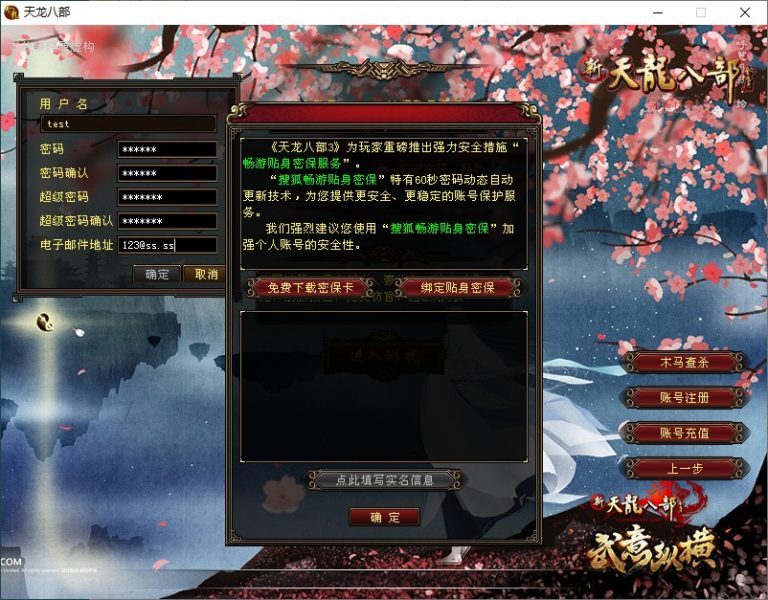 天龙八部
新天龍八部
用户名
test
密码 ******
密码确认 ******
超级密码 *******
超级密码确认 *******
电子邮件地址 123@ss.ss
确定 取消
《天龙八部3》为玩家重磅推出强力安全措施“
畅游贴身密保服务”。
“搜狐畅游贴身密保”特有60秒密码动态自动
更新技术，为您提供更安全、更稳定的账号保护服
务。
我们强烈建议您使用“搜狐畅游贴身密保”加
强个人账号的安全性。
免费下载密保卡 绑定贴身密保
进入游戏
点此填写实名信息
确定
木马查杀
账号注册
账号充值
上一步
新天龍八部
武意纵横
.COM